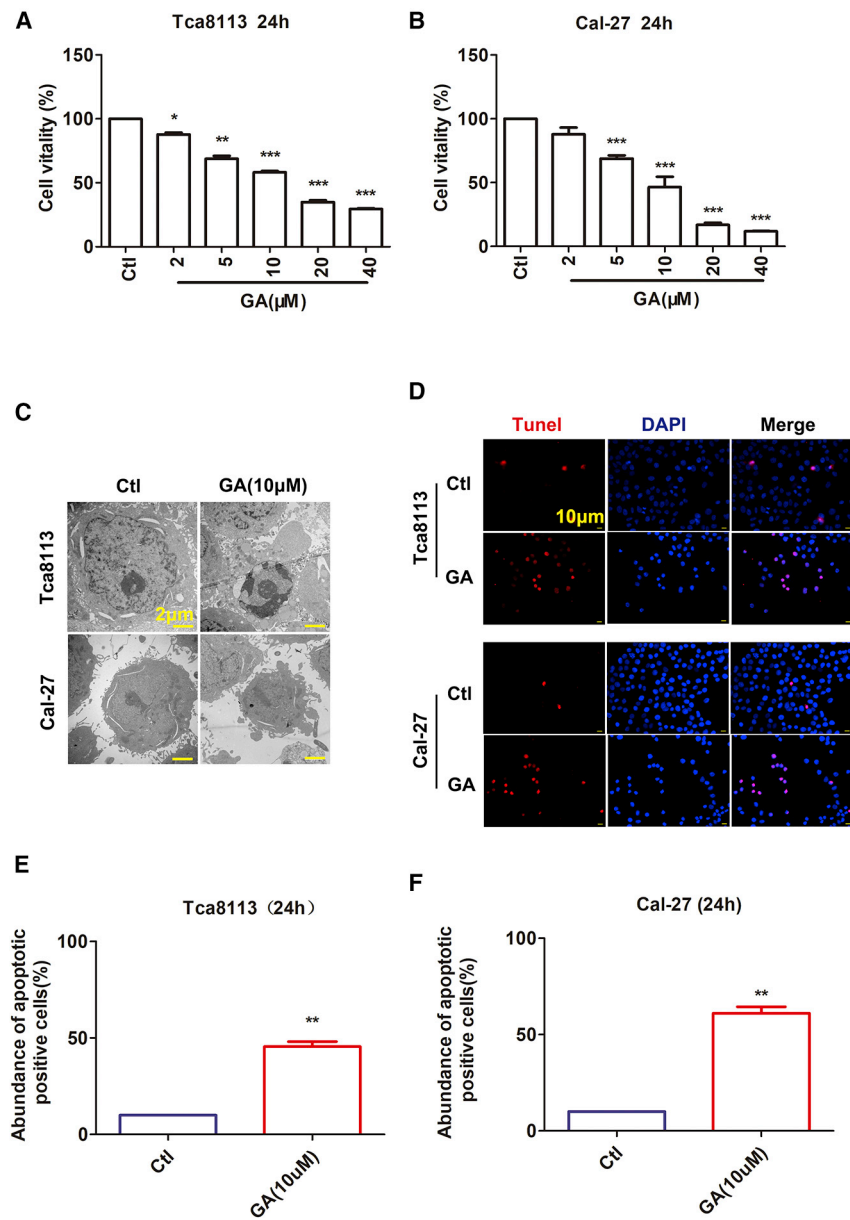 A
Tca8113 24h
Cell vitality (%)
150
100
50
0
*
**
***
***
***
Ctl
2
5
10
20
40
GA(µM)
B
Cal-27 24h
Cell vitality (%)
150
100
50
0
***
***
***
***
Ctl
2
5
10
20
40
GA(µM)
C
Ctl
GA(10µM)
Tca8113
2µm
Cal-27
D
Tunel
DAPI
Merge
Tca8113
Ctl
10µm
GA
Cal-27
Ctl
GA
E
Tca8113（24h）
Abundance of apoptotic
positive cells(%)
100
50
0
**
Ctl
GA(10uM)
F
Cal-27 (24h)
Abundance of apoptotic
positive cells(%)
100
50
0
**
Ctl
GA(10uM)